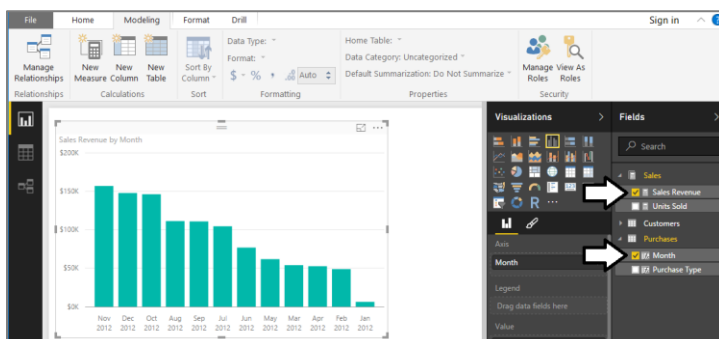 File Home Modeling Format Drill Sign in
Manage Relationships
New Measure
New Column
New Table
Sort By Column
Data Type:
Format:
$ % , Auto
Home Table:
Data Category: Uncategorized
Default Summarization: Do Not Summarize
Manage Roles
View As Roles
Relationships Calculations Sort Formatting Properties Security
Sales Revenue by Month
$200K
$150K
$100K
$50K
$0K
Nov Dec Oct Aug Sep Jul Jun May Mar Apr Feb Jan
2012 2012 2012 2012 2012 2012 2012 2012 2012 2012 2012 2012
Visualizations
R
Axis
Month
Legend
Drag data fields here
Value
Fields
Search
Sales
Sales Revenue
Units Sold
Customers
Purchases
Month
Purchase Type